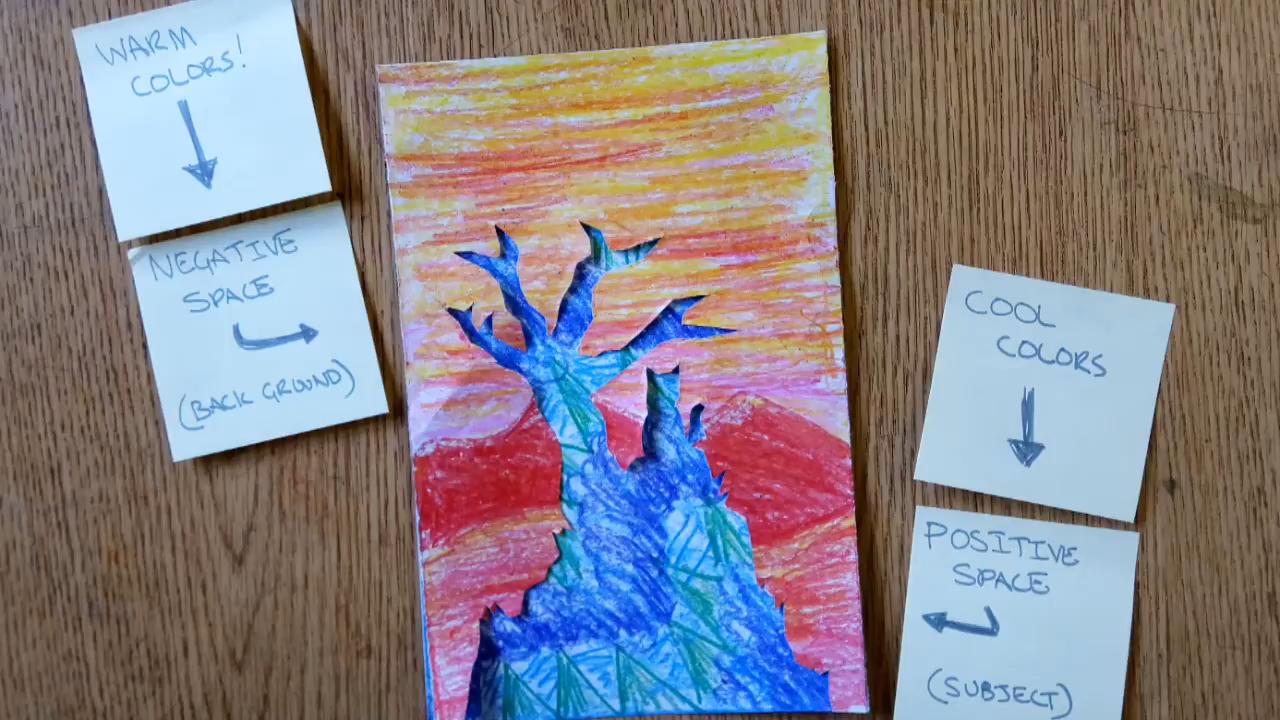 WARM
COLORS!
NEGATIVE
SPACE
(BACK GROUND)
COOL
COLORS
POSITIVE
SPACE
(SUBJECT)